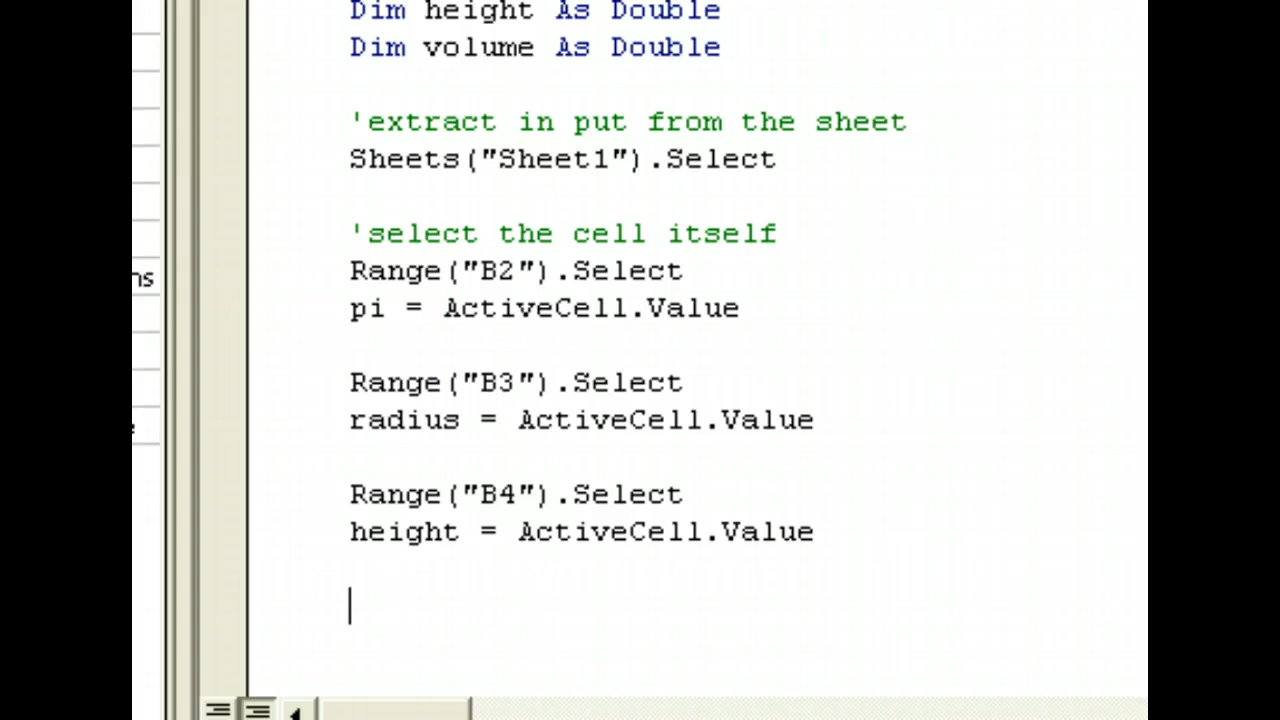 Dim height As Double
Dim volume As Double
'extract in put from the sheet
Sheets("Sheet1").Select
'select the cell itself
Range("B2").Select
pi = ActiveCell.Value
Range("B3").Select
radius = ActiveCell.Value
Range("B4").Select
height = ActiveCell.Value